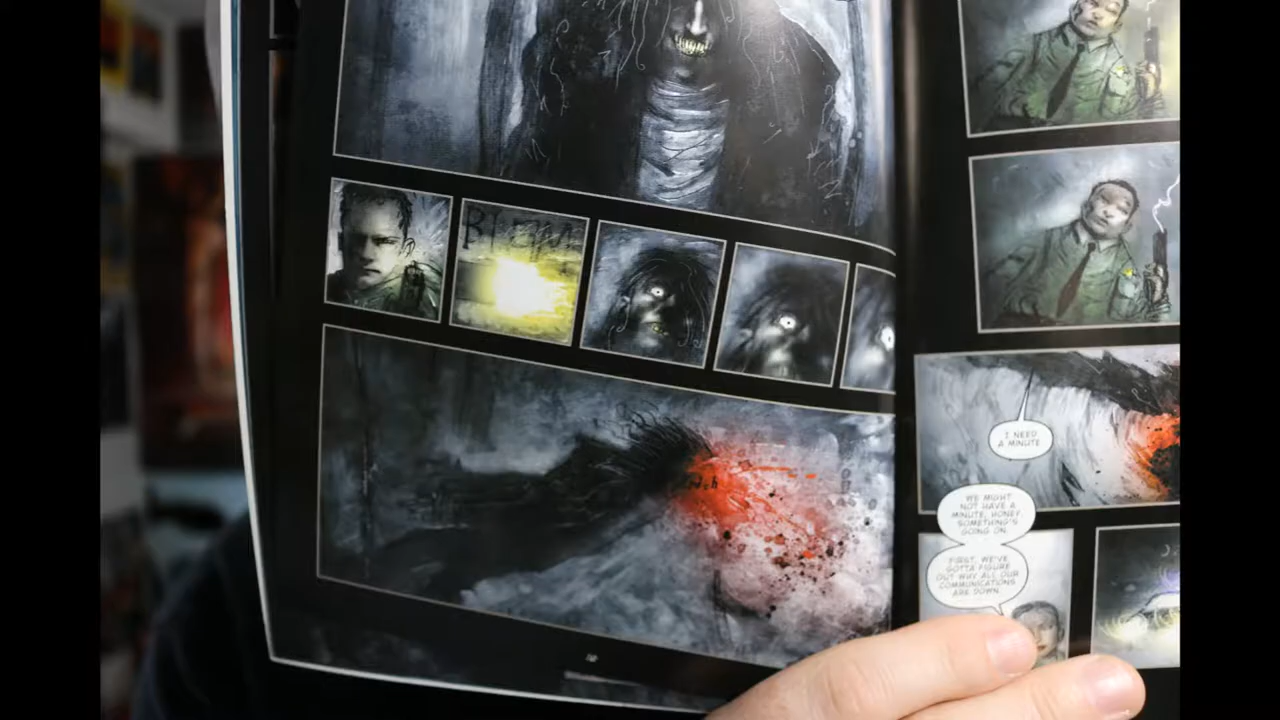 BLAM
I NEED
A MINUTE
WE MIGHT
NOT HAVE A
MINUTE, HONEY.
SOMETHING'S
GOING ON.
FIRST, WE'VE
GOTTA FIGURE
OUT WHY ALL OUR
COMMUNICATIONS
ARE DOWN.